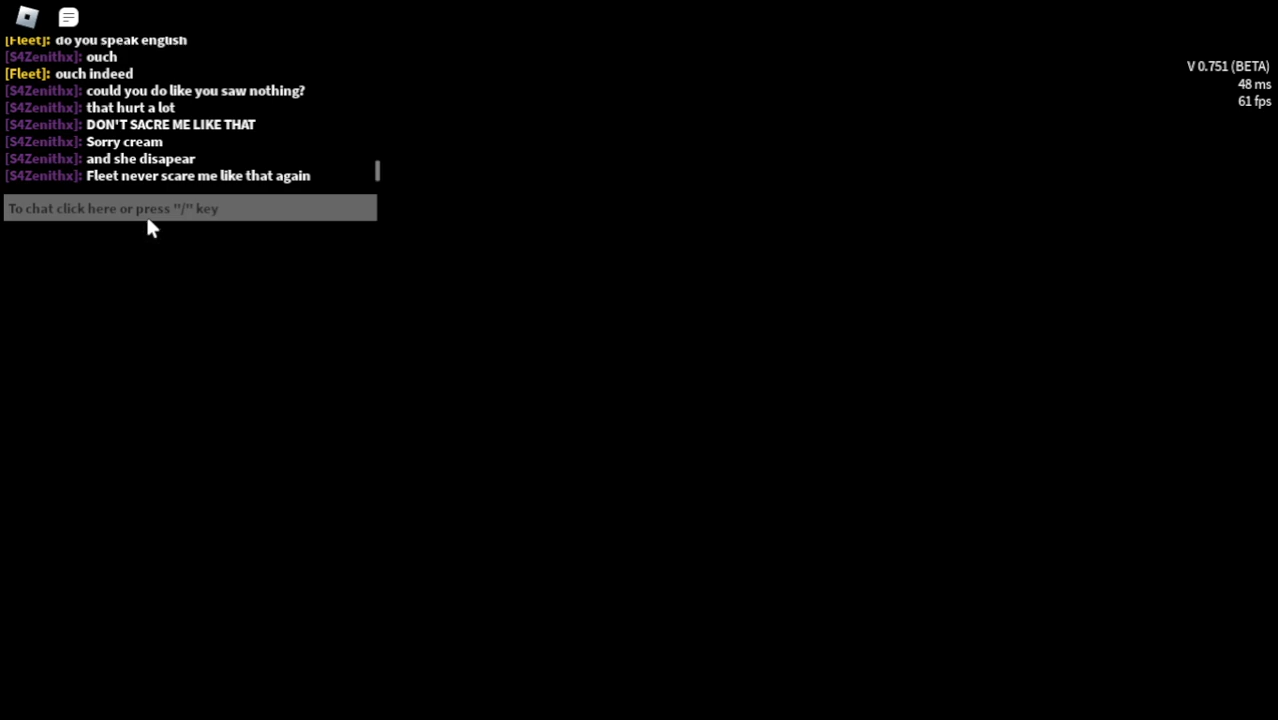 [Fleet]: do you speak english
[S4Zenithx]: ouch
[Fleet]: ouch indeed
[S4Zenithx]: could you do like you saw nothing?
[S4Zenithx]: that hurt a lot
[S4Zenithx]: DON'T SACRE ME LIKE THAT
[S4Zenithx]: Sorry cream
[S4Zenithx]: and she disapear
[S4Zenithx]: Fleet never scare me like that again
To chat click here or press "/" key
V 0.751 (BETA)
48 ms
61 fps